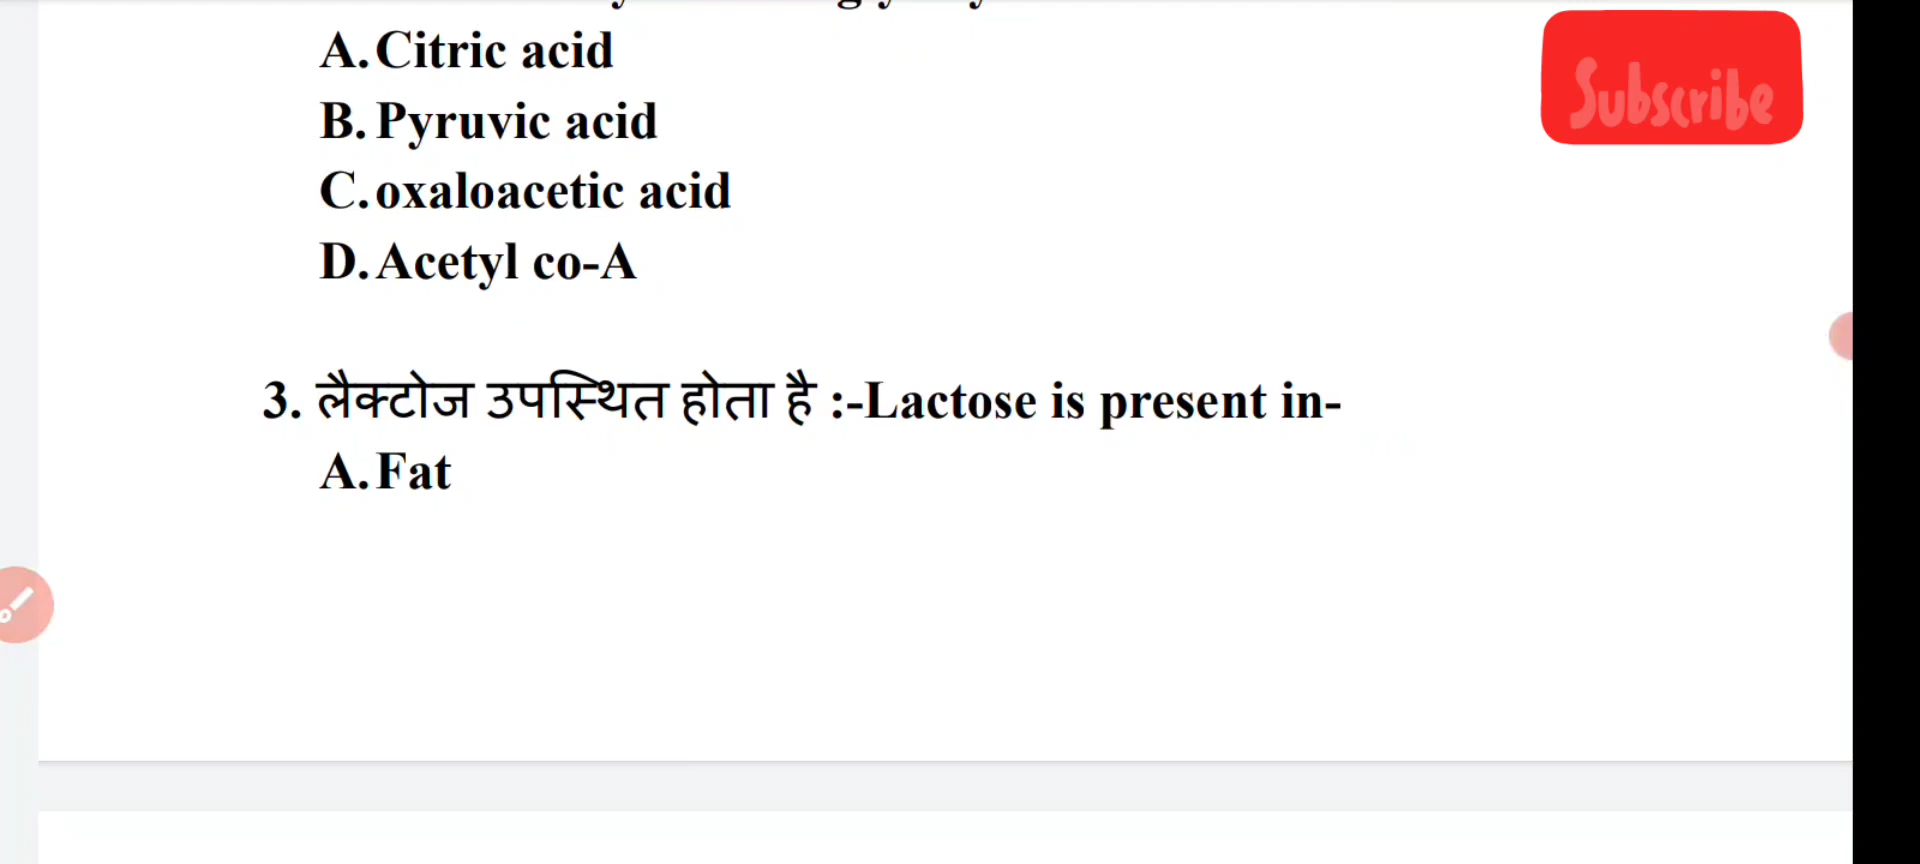 A. Citric acid
B. Pyruvic acid
C. oxaloacetic acid
D. Acetyl co-A
Subscribe
3. लैक्टोज उपस्थित होता है :-Lactose is present in-
A. Fat